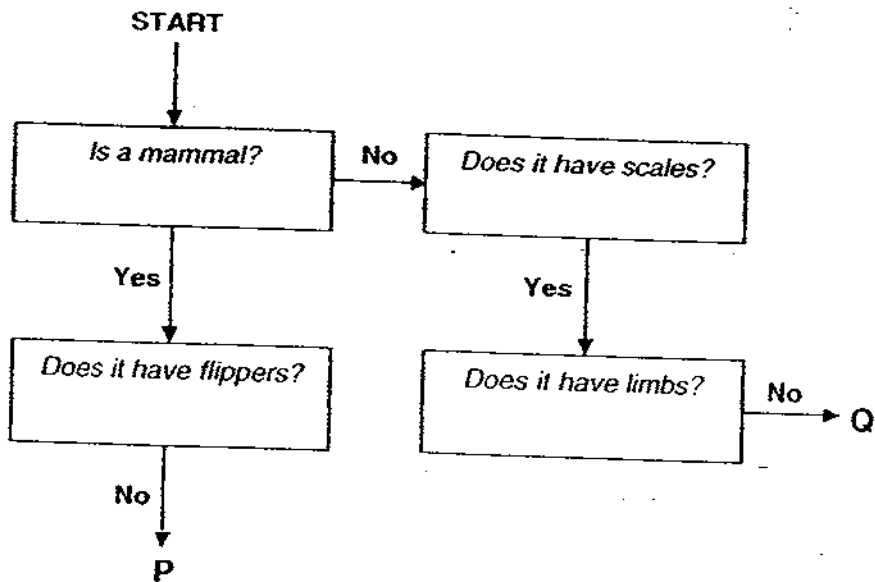 START
Is a mammal?
No
Does it have scales?
Yes
Yes
Does it have flippers?
Does it have limbs?
No
Q
No
P